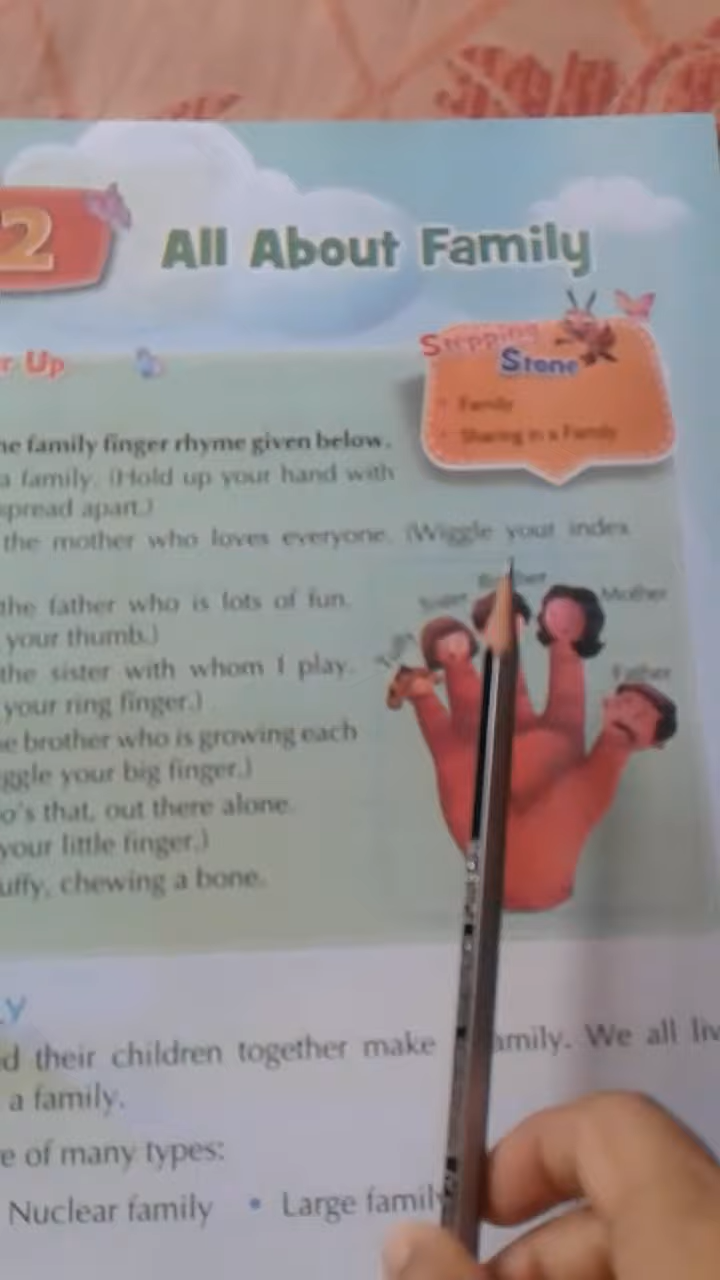 2
All About Family
r Up
Stepping
Stone
• Family
• Sharing in a Family
he family finger rhyme given below.
a family. (Hold up your hand with
spread apart.)
the mother who loves everyone. (Wiggle your index
the father who is lots of fun.
your thumb.)
the sister with whom I play.
your ring finger.)
he brother who is growing each
iggle your big finger.)
o's that, out there alone.
your little finger.)
uffy, chewing a bone.
Sister
Mother
Father
LY
d their children together make amily. We all liv
a family.
re of many types:
Nuclear family • Large family